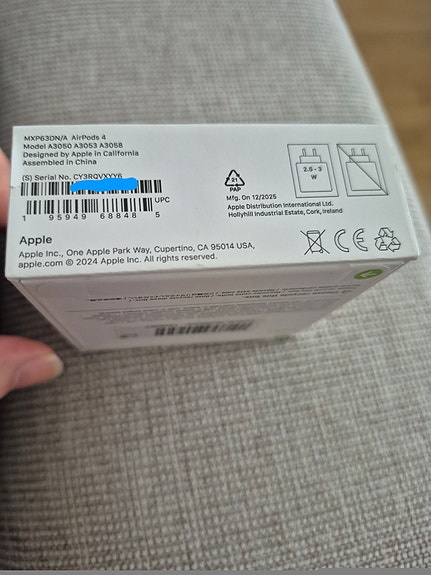 MXP63DN/A AirPods 4
Model A3050 A3053 A3058
Designed by Apple in California
Assembled in China
(S) Serial No.
UPC
1 95949 68848 5
21
PAP
Mfg. On 12/2025
Apple Distribution International Ltd.
Hollyhill Industrial Estate, Cork, Ireland
2.5 - 3
W
CE
Apple
Apple Inc., One Apple Park Way, Cupertino, CA 95014 USA,
apple.com © 2024 Apple Inc. All rights reserved.